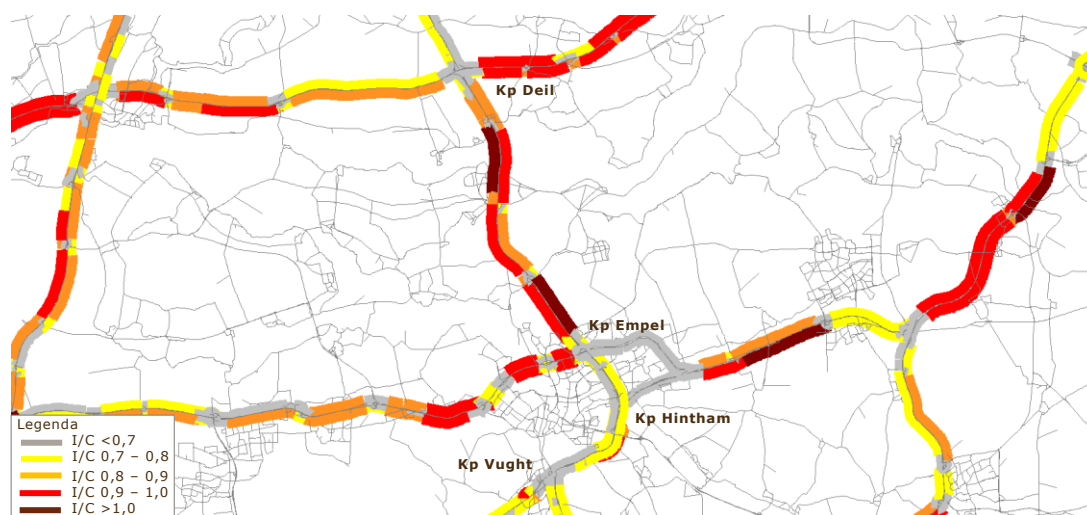 Kp Deil
Kp Empel
Kp Hintham
Kp Vught
Legenda
I/C <0,7
I/C 0,7 – 0,8
I/C 0,8 – 0,9
I/C 0,9 – 1,0
I/C >1,0